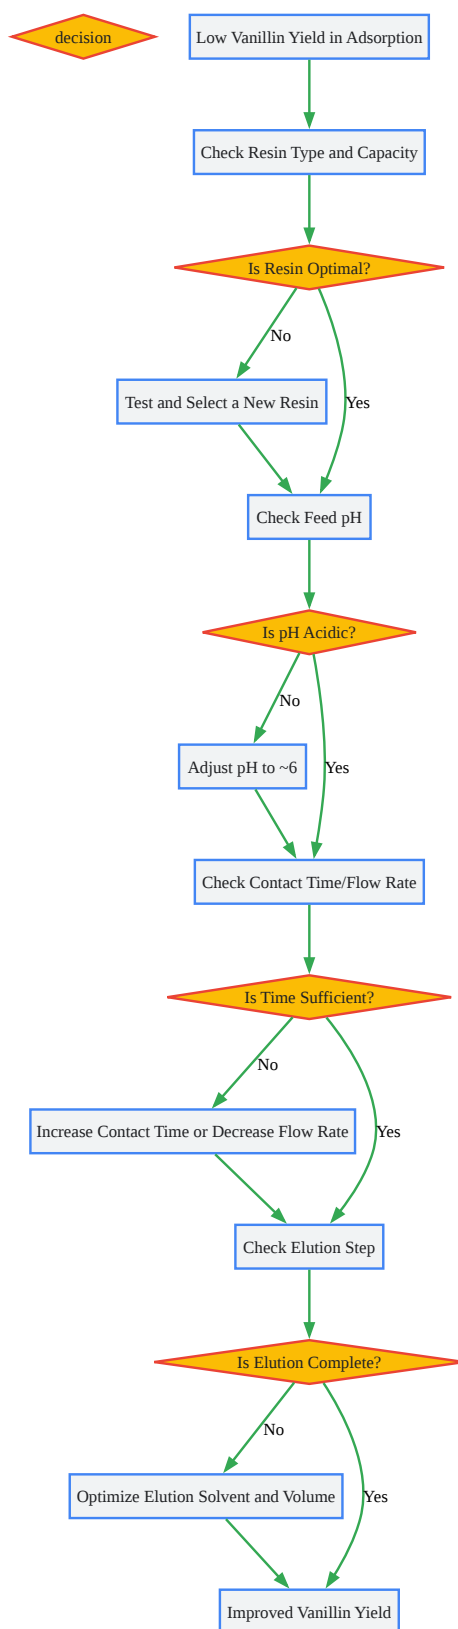 decision
Low Vanillin Yield in Adsorption
Check Resin Type and Capacity
Is Resin Optimal?
No
Test and Select a New Resin
Yes
Check Feed pH
Is pH Acidic?
No
Adjust pH to ~6
Yes
Check Contact Time/Flow Rate
Is Time Sufficient?
No
Increase Contact Time or Decrease Flow Rate
Yes
Check Elution Step
Is Elution Complete?
No
Optimize Elution Solvent and Volume
Yes
Improved Vanillin Yield